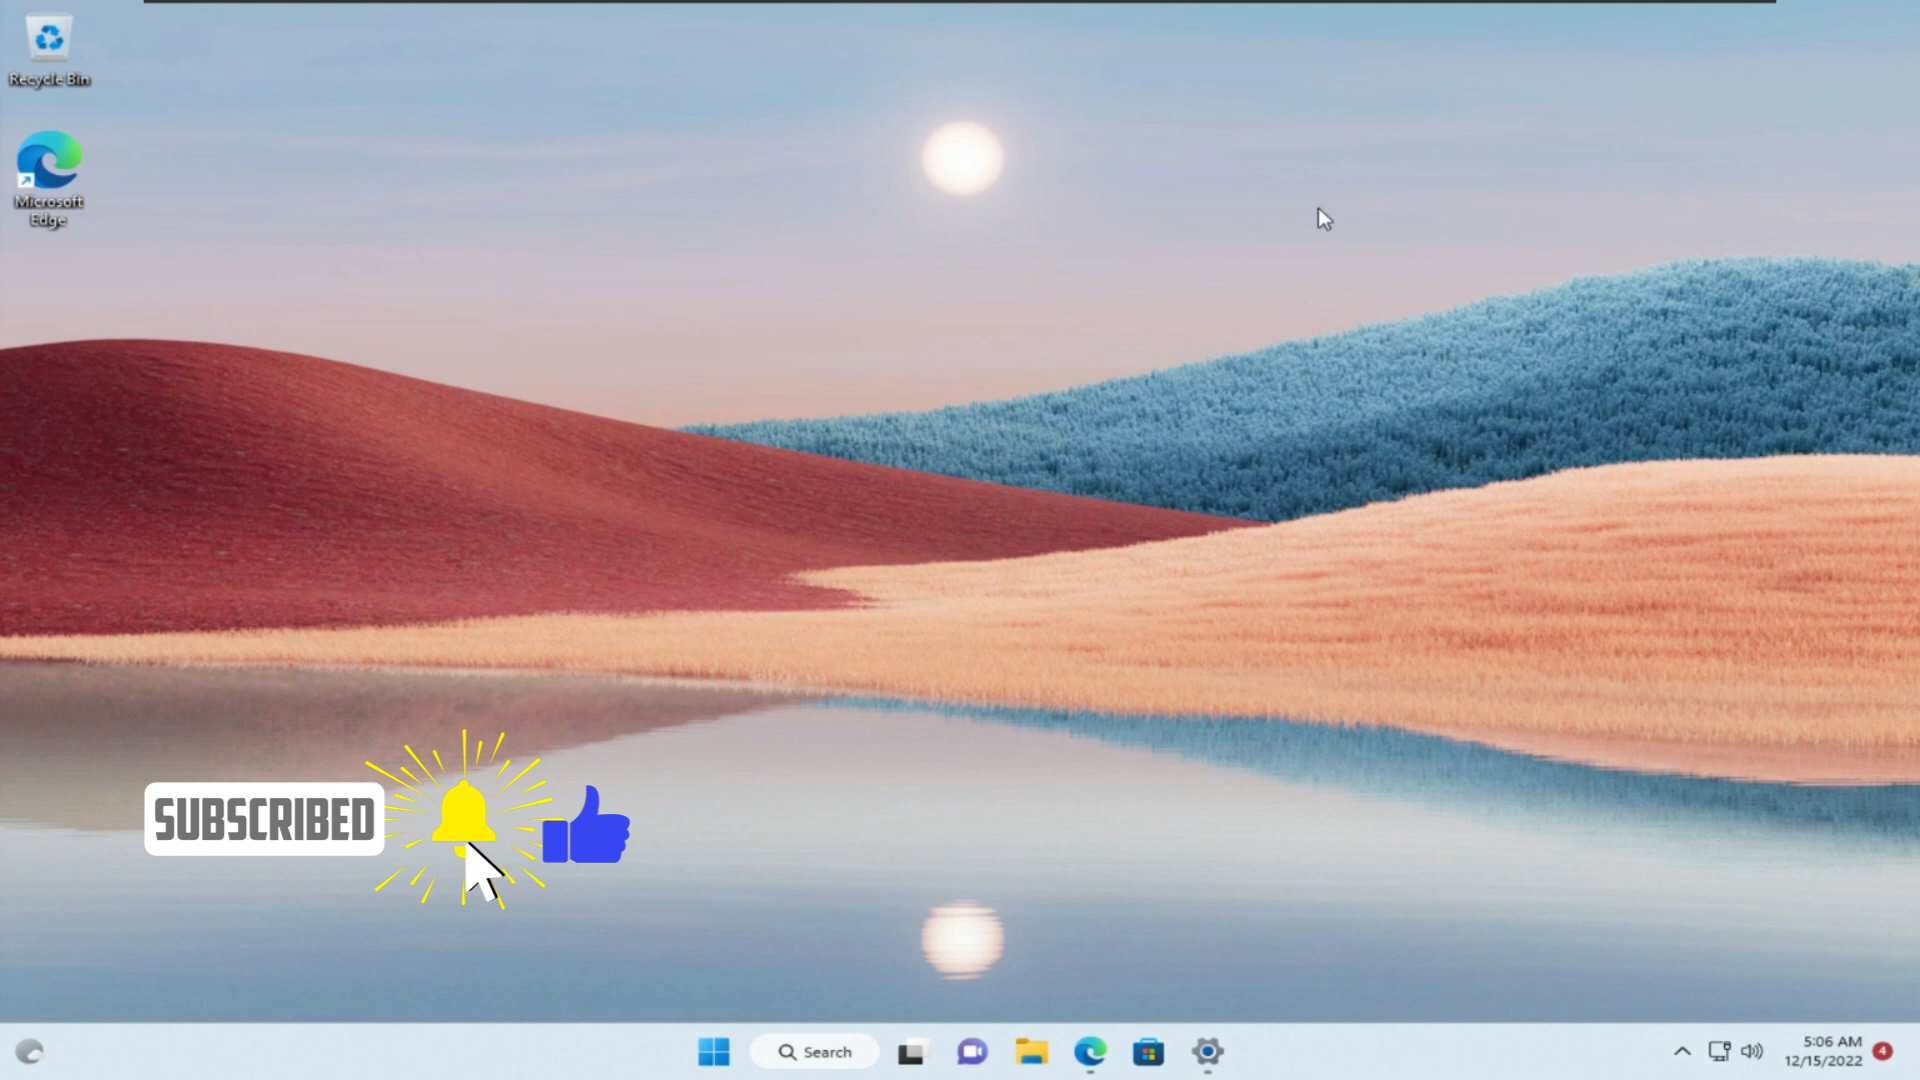 Recycle Bin
Microsoft
Edge
SUBSCRIBED
Search
5:06 AM
12/15/2022
4